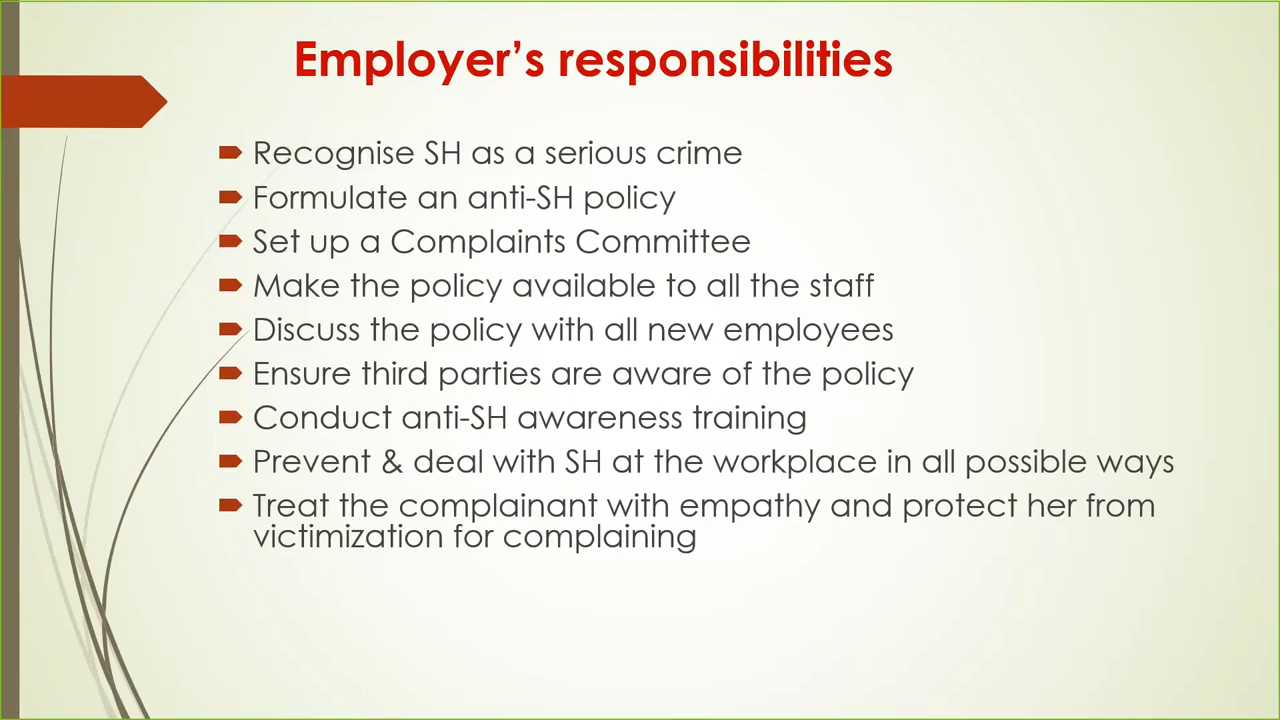 Employer’s responsibilities
Recognise SH as a serious crime
Formulate an anti-SH policy
Set up a Complaints Committee
Make the policy available to all the staff
Discuss the policy with all new employees
Ensure third parties are aware of the policy
Conduct anti-SH awareness training
Prevent & deal with SH at the workplace in all possible ways
Treat the complainant with empathy and protect her from
victimization for complaining